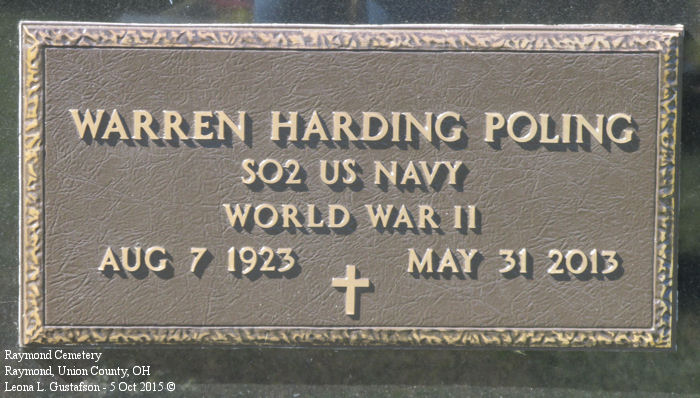 WARREN HARDING POLING
SO2 US NAVY
WORLD WAR II
AUG 7 1923 MAY 31 2013
Raymond Cemetery
Raymond, Union County, OH
Leona L. Gustafson - 5 Oct 2015 ©